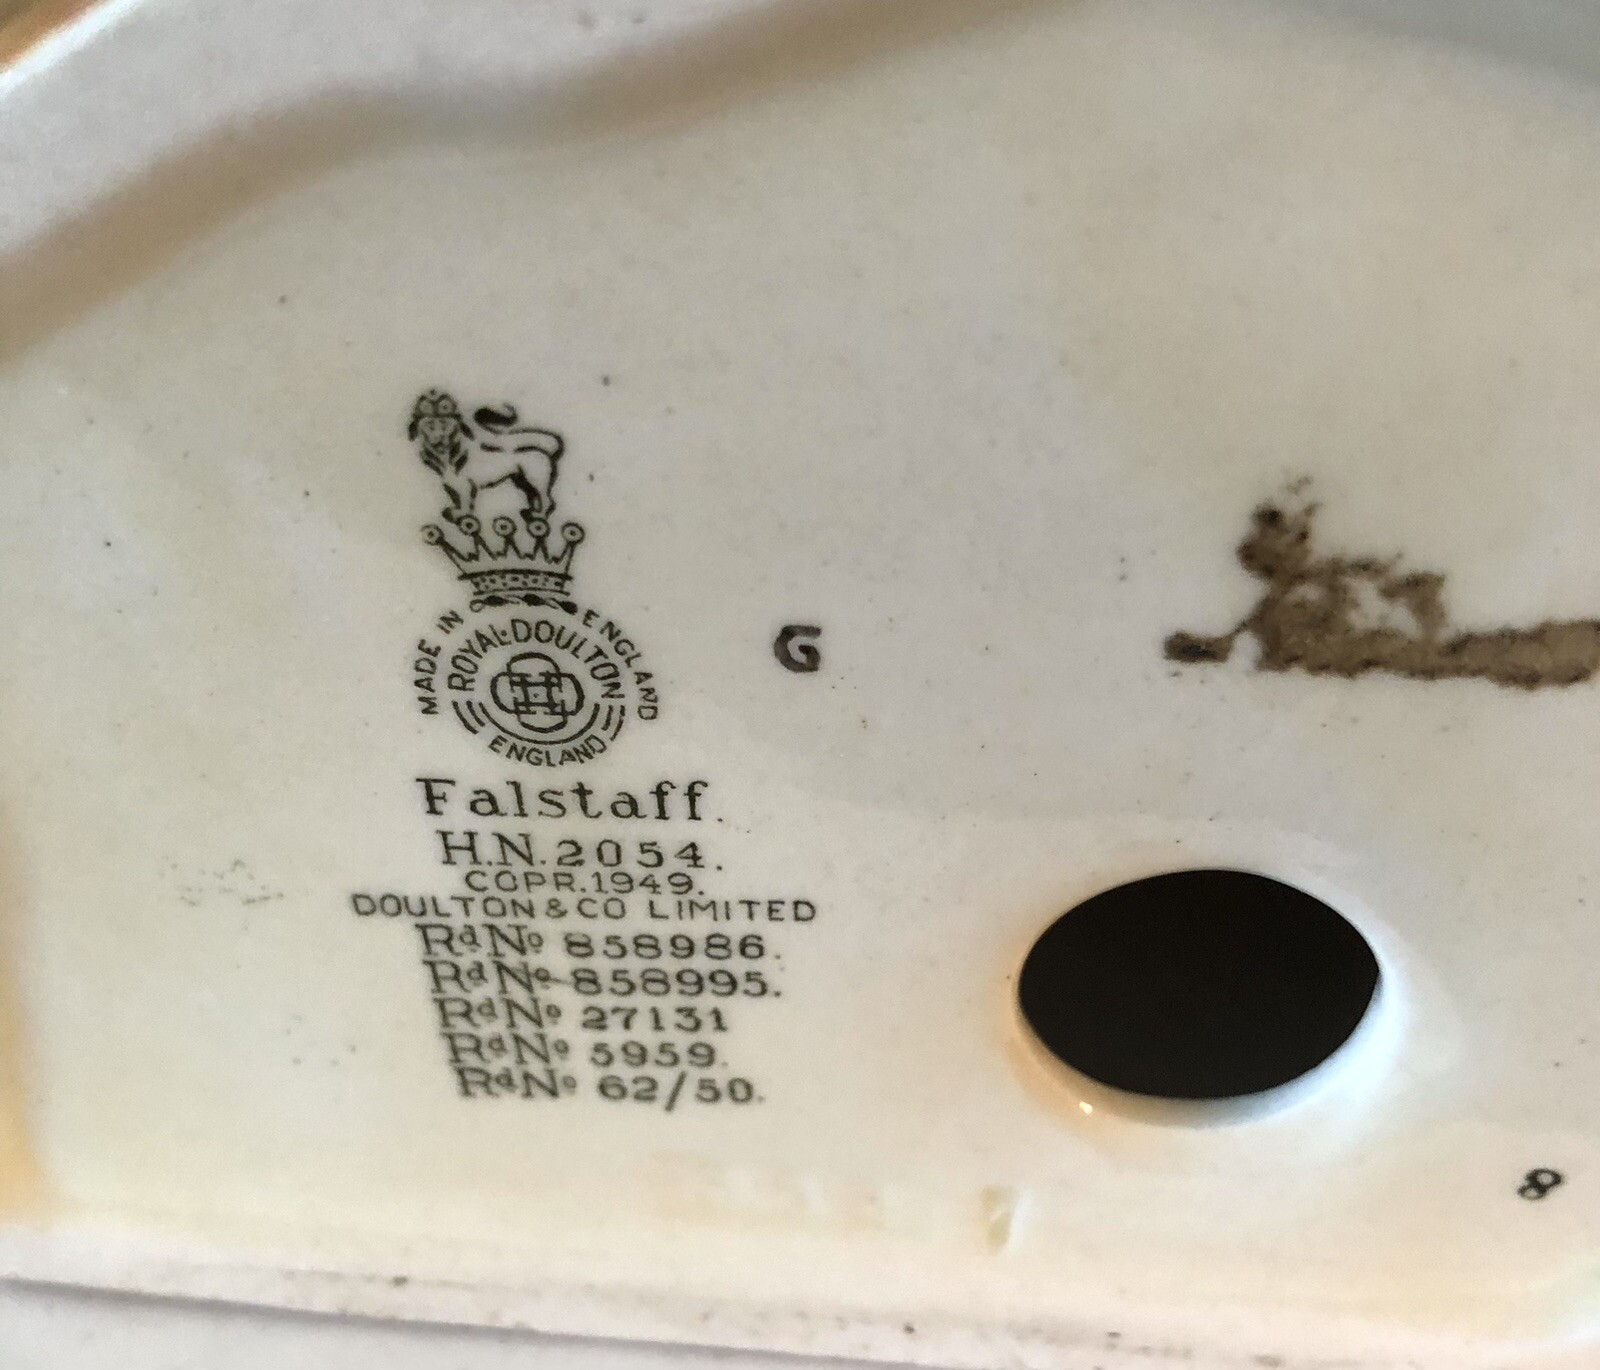 MADE IN ENGLAND
ROYAL·DOULTON
ENGLAND
G
Falstaff.
H.N.2054.
COPR.1949.
DOULTON & CO LIMITED
Rd No 858986.
Rd No 858995.
Rd No 27131
Rd No 5959.
Rd No 62/50.
8